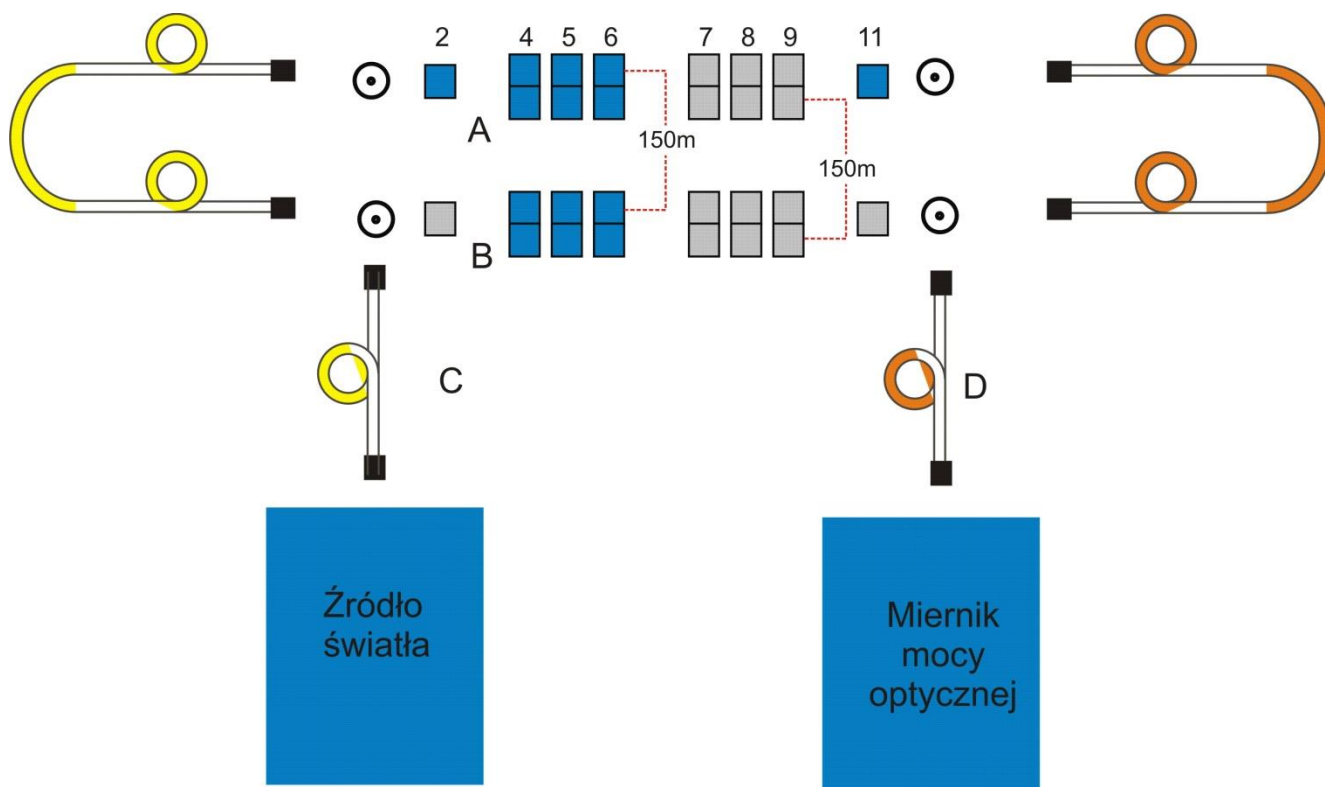 2 4 5 6 7 8 9 11
A
150m
150m
B
C
D
Źródło
światła
Miernik
mocy
optycznej